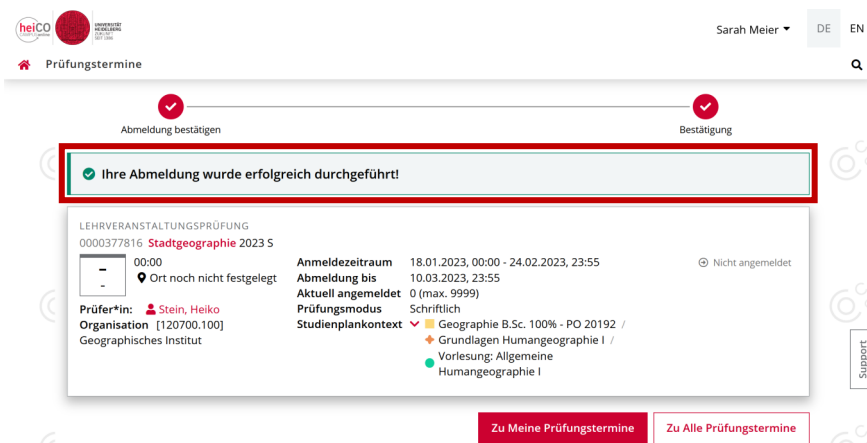 heiCO
UNIVERSITÄT
HEIDELBERG
ZUKUNFT
SEIT 1386
Sarah Meier
DE EN
Prüfungstermine
Abmeldung bestätigen
Bestätigung
Ihre Abmeldung wurde erfolgreich durchgeführt!
LEHRVERANSTALTUNGSPRÜFUNG
0000377816 Stadtgeographie 2023 S
–
-
00:00
Ort noch nicht festgelegt
Prüfer*in: Stein, Heiko
Organisation [120700.100]
Geographisches Institut
Anmeldezeitraum 18.01.2023, 00:00 - 24.02.2023, 23:55
Abmeldung bis 10.03.2023, 23:55
Aktuell angemeldet 0 (max. 9999)
Prüfungsmodus Schriftlich
Studienplankontext Geographie B.Sc. 100% - PO 20192 /
Grundlagen Humangeographie I /
Vorlesung: Allgemeine
Humangeographie I
Nicht angemeldet
Support
Zu Meine Prüfungstermine
Zu Alle Prüfungstermine